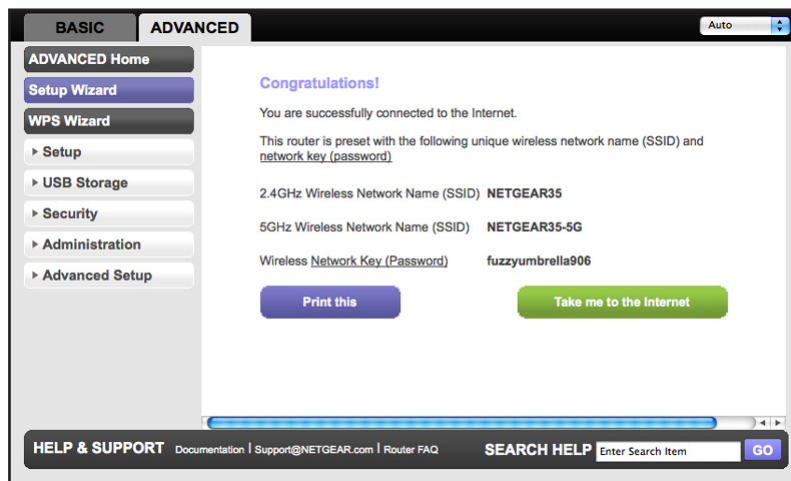 BASIC
ADVANCED
Auto
ADVANCED Home
Setup Wizard
WPS Wizard
Setup
USB Storage
Security
Administration
Advanced Setup
Congratulations!
You are successfully connected to the Internet.
This router is preset with the following unique wireless network name (SSID) and
network key (password)
2.4GHz Wireless Network Name (SSID) NETGEAR35
5GHz Wireless Network Name (SSID) NETGEAR35-5G
Wireless Network Key (Password) fuzzyumbrella906
Print this
Take me to the Internet
HELP & SUPPORT Documentation | Support@NETGEAR.com | Router FAQ
SEARCH HELP Enter Search Item GO